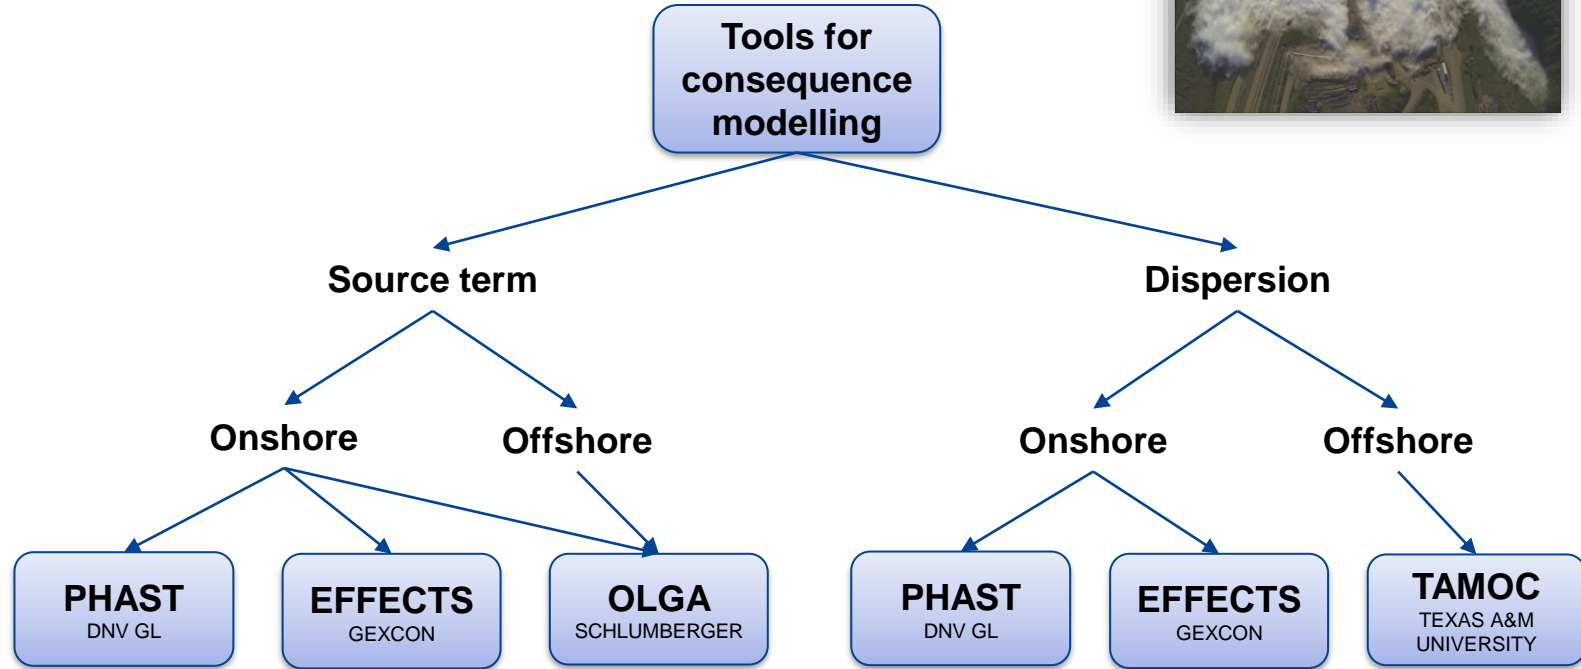 Tools for
consequence
modelling
Source term
Dispersion
Onshore
Offshore
Onshore
Offshore
PHAST
DNV GL
EFFECTS
GEXCON
OLGA
SCHLUMBERGER
PHAST
DNV GL
EFFECTS
GEXCON
TAMOC
TEXAS A&M
UNIVERSITY